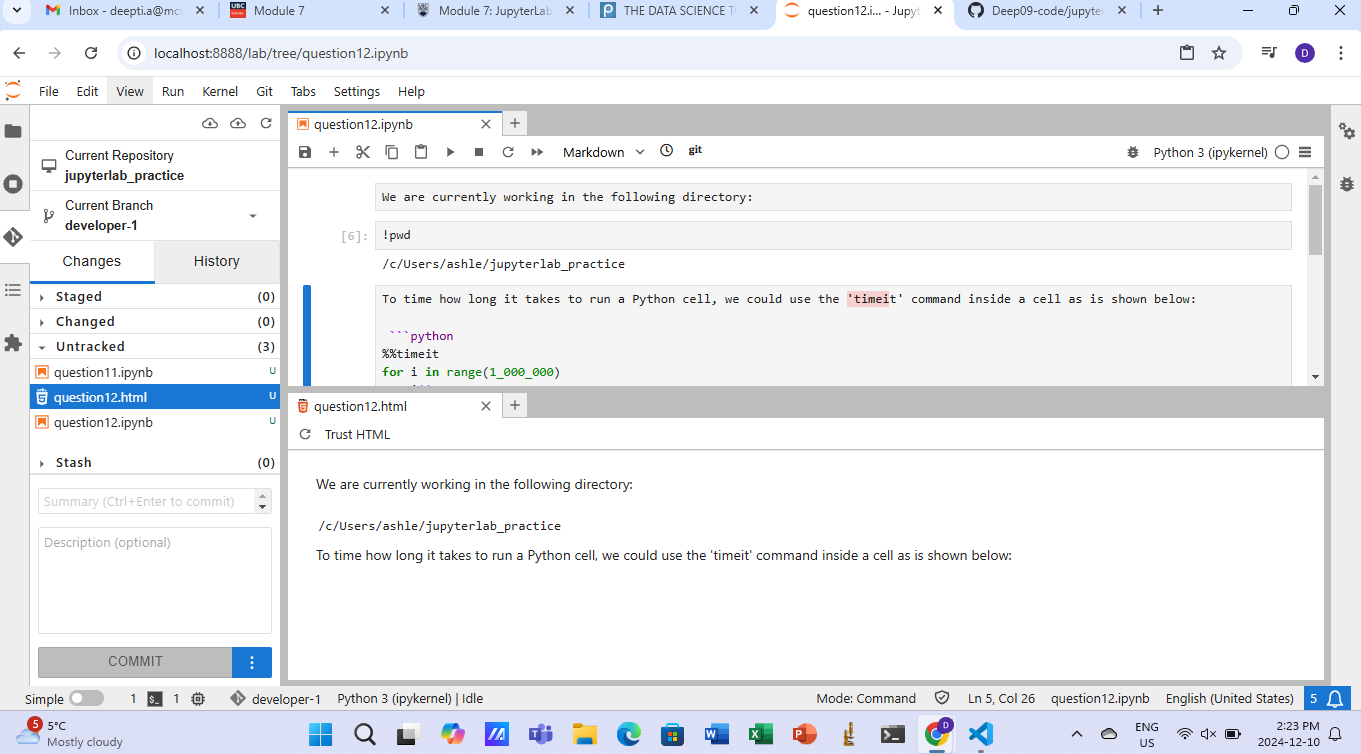 Inbox - deepti.a@mc
UBC
Module 7
Module 7: JupyterLab
THE DATA SCIENCE T
question12.i... - Jupyt
Deep09-code/jupyter
localhost:8888/lab/tree/question12.ipynb
D
File Edit View Run Kernel Git Tabs Settings Help
Current Repository
jupyterlab_practice
Current Branch
developer-1
Changes History
Staged (0)
Changed (0)
Untracked (3)
question11.ipynb U
question12.html U
question12.ipynb U
Stash (0)
Summary (Ctrl+Enter to commit)
Description (optional)
COMMIT
question12.ipynb
Markdown git Python 3 (ipykernel)
We are currently working in the following directory:
[6]: !pwd
/c/Users/ashle/jupyterlab_practice
To time how long it takes to run a Python cell, we could use the 'timeit' command inside a cell as is shown below:
```python
%%timeit
for i in range(1_000_000)
question12.html
Trust HTML
We are currently working in the following directory:
/c/Users/ashle/jupyterlab_practice
To time how long it takes to run a Python cell, we could use the 'timeit' command inside a cell as is shown below:
Simple 1 $_ 1 developer-1 Python 3 (ipykernel) | Idle Mode: Command Ln 5, Col 26 question12.ipynb English (United States) 5
5
5°C
Mostly cloudy
D
ENG
US
2:23 PM
2024-12-10